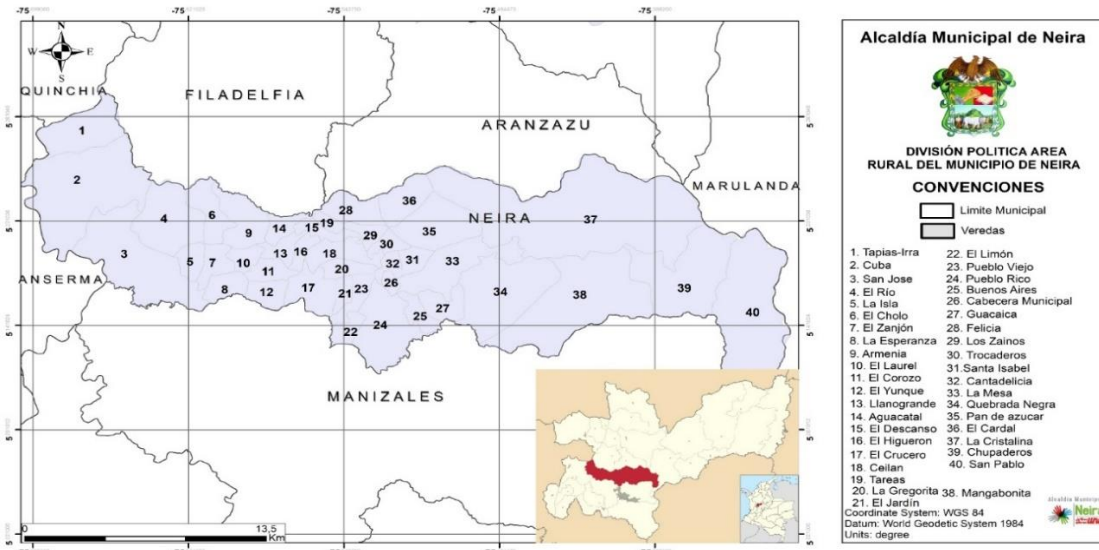 N
W E
S
QUINCHIA
FILADELFIA
ARANZAZU
MARULANDA
NEIRA
ANSERMA
MANIZALES
1
2
3
4
5
6
7
8
9
10
11
12
13
14
15
16
17
18
19
20
21
22
23
24
25
26
27
28
29
30
31
32
33
34
35
36
37
38
39
40
0 13,5
Km
Alcaldía Municipal de Neira
DIVISIÓN POLITICA AREA
RURAL DEL MUNICIPIO DE NEIRA
CONVENCIONES
Limite Municipal
Veredas
1. Tapias-Irra
2. Cuba
3. San Jose
4. El Río
5. La Isla
6. El Cholo
7. El Zanjón
8. La Esperanza
9. Armenia
10. El Laurel
11. El Corozo
12. El Yunque
13. Llanogrande
14. Aguacatal
15. El Descanso
16. El Higueron
17. El Crucero
18. Ceilan
19. Tareas
20. La Gregorita
21. El Jardín
22. El Limón
23. Pueblo Viejo
24. Pueblo Rico
25. Buenos Aires
26. Cabecera Municipal
27. Guacaica
28. Felicia
29. Los Zainos
30. Trocaderos
31.Santa Isabel
32. Cantadelicia
33. La Mesa
34. Quebrada Negra
35. Pan de azucar
36. El Cardal
37. La Cristalina
39. Chupaderos
40. San Pablo
38. Mangabonita
Coordinate System: WGS 84
Datum: World Geodetic System 1984
Units: degree
Alcaldía Municipal
Neira